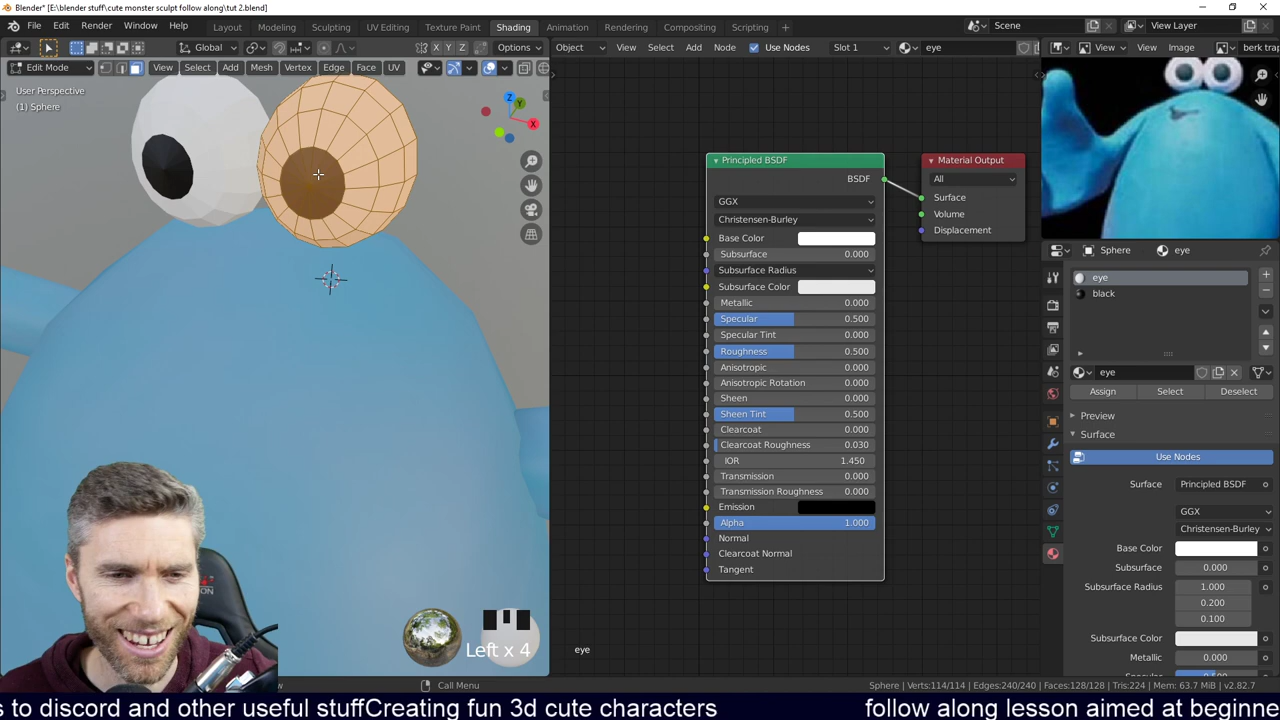 Blender* [E:\blender stuff\cute monster sculpt follow along\tut 2.blend]
File Edit Render Window Help Layout Modeling Sculpting UV Editing Texture Paint Shading Animation Rendering Compositing Scripting Scene View Layer
Global X Y Z Options Object View Select Add Node Use Nodes Slot 1 eye View View Image berk trap
Edit Mode View Select Add Mesh Vertex Edge Face UV
User Perspective
(1) Sphere
Z Y X
Principled BSDF
BSDF
GGX
Christensen-Burley
Base Color
Subsurface 0.000
Subsurface Radius
Subsurface Color
Metallic 0.000
Specular 0.500
Specular Tint 0.000
Roughness 0.500
Anisotropic 0.000
Anisotropic Rotation 0.000
Sheen 0.000
Sheen Tint 0.500
Clearcoat 0.000
Clearcoat Roughness 0.030
IOR 1.450
Transmission 0.000
Transmission Roughness 0.000
Emission
Alpha 1.000
Normal
Clearcoat Normal
Tangent
Material Output
All
Surface
Volume
Displacement
Sphere eye
eye
black
eye
Assign Select Deselect
Preview
Surface
Use Nodes
Surface Principled BSDF
GGX
Christensen-Burley
Base Color
Subsurface 0.000
Subsurface Radius 1.000
0.200
0.100
Subsurface Color
Metallic 0.000
Left x 4
eye
Call Menu
Sphere | Verts:114/114 | Edges:240/240 | Faces:128/128 | Tris:224 | Mem: 63.7 MiB | v2.82.7
s to discord and other useful stuffCreating fun 3d cute characters follow along lesson aimed at beginne